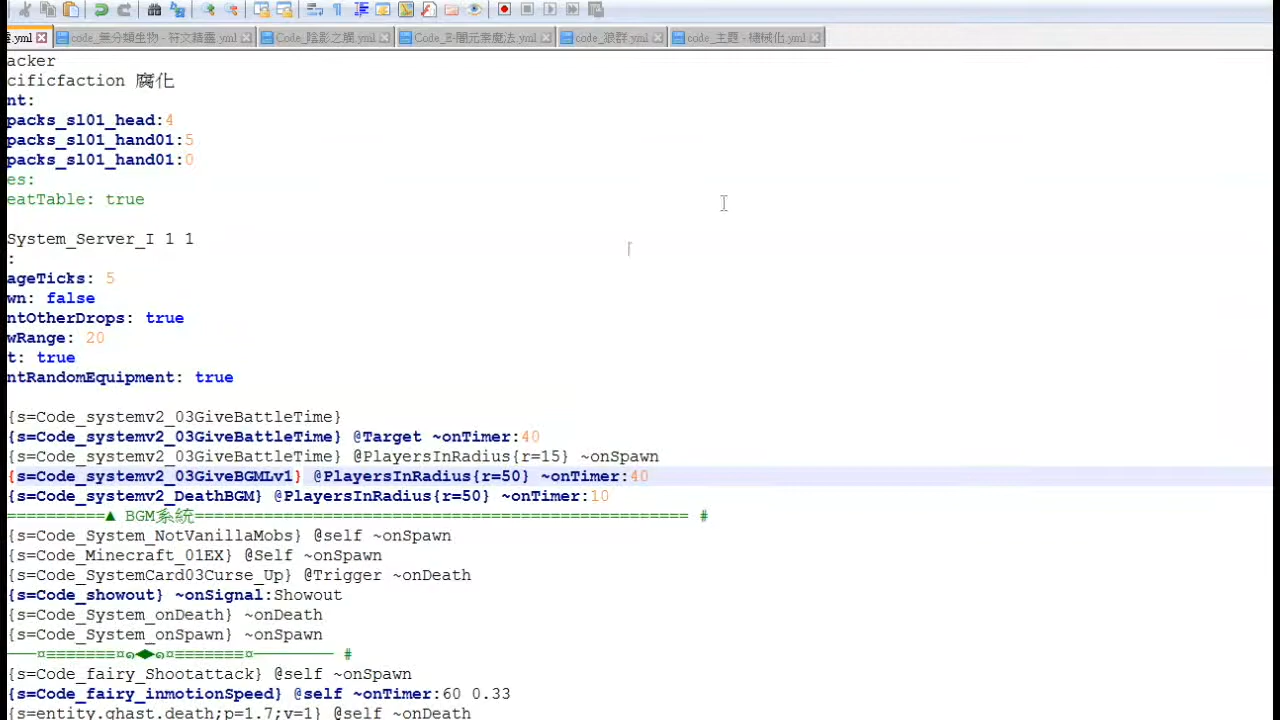 .yml code_無分類生物 - 符文精靈.yml Code_陰影之觸.yml Code_E-闇元素魔法.yml code_狼群.yml code_主題 - 機械化.yml
acker
cificfaction 腐化
nt:
packs_sl01_head:4
packs_sl01_hand01:5
packs_sl01_hand01:0
es:
eatTable: true
System_Server_I 1 1
:
ageTicks: 5
wn: false
ntOtherDrops: true
wRange: 20
t: true
ntRandomEquipment: true
{s=Code_systemv2_03GiveBattleTime}
{s=Code_systemv2_03GiveBattleTime} @Target ~onTimer:40
{s=Code_systemv2_03GiveBattleTime} @PlayersInRadius{r=15} ~onSpawn
{s=Code_systemv2_03GiveBGMLv1} @PlayersInRadius{r=50} ~onTimer:40
{s=Code_systemv2_DeathBGM} @PlayersInRadius{r=50} ~onTimer:10
==========▲ BGM系統================================================== #
{s=Code_System_NotVanillaMobs} @self ~onSpawn
{s=Code_Minecraft_01EX} @Self ~onSpawn
{s=Code_SystemCard03Curse_Up} @Trigger ~onDeath
{s=Code_showout} ~onSignal:Showout
{s=Code_System_onDeath} ~onDeath
{s=Code_System_onSpawn} ~onSpawn
───¤=======¤๑◆๑¤=======¤──────── #
{s=Code_fairy_Shootattack} @self ~onSpawn
{s=Code_fairy_inmotionSpeed} @self ~onTimer:60 0.33
{s=entity.ghast.death;p=1.7;v=1} @self ~onDeath